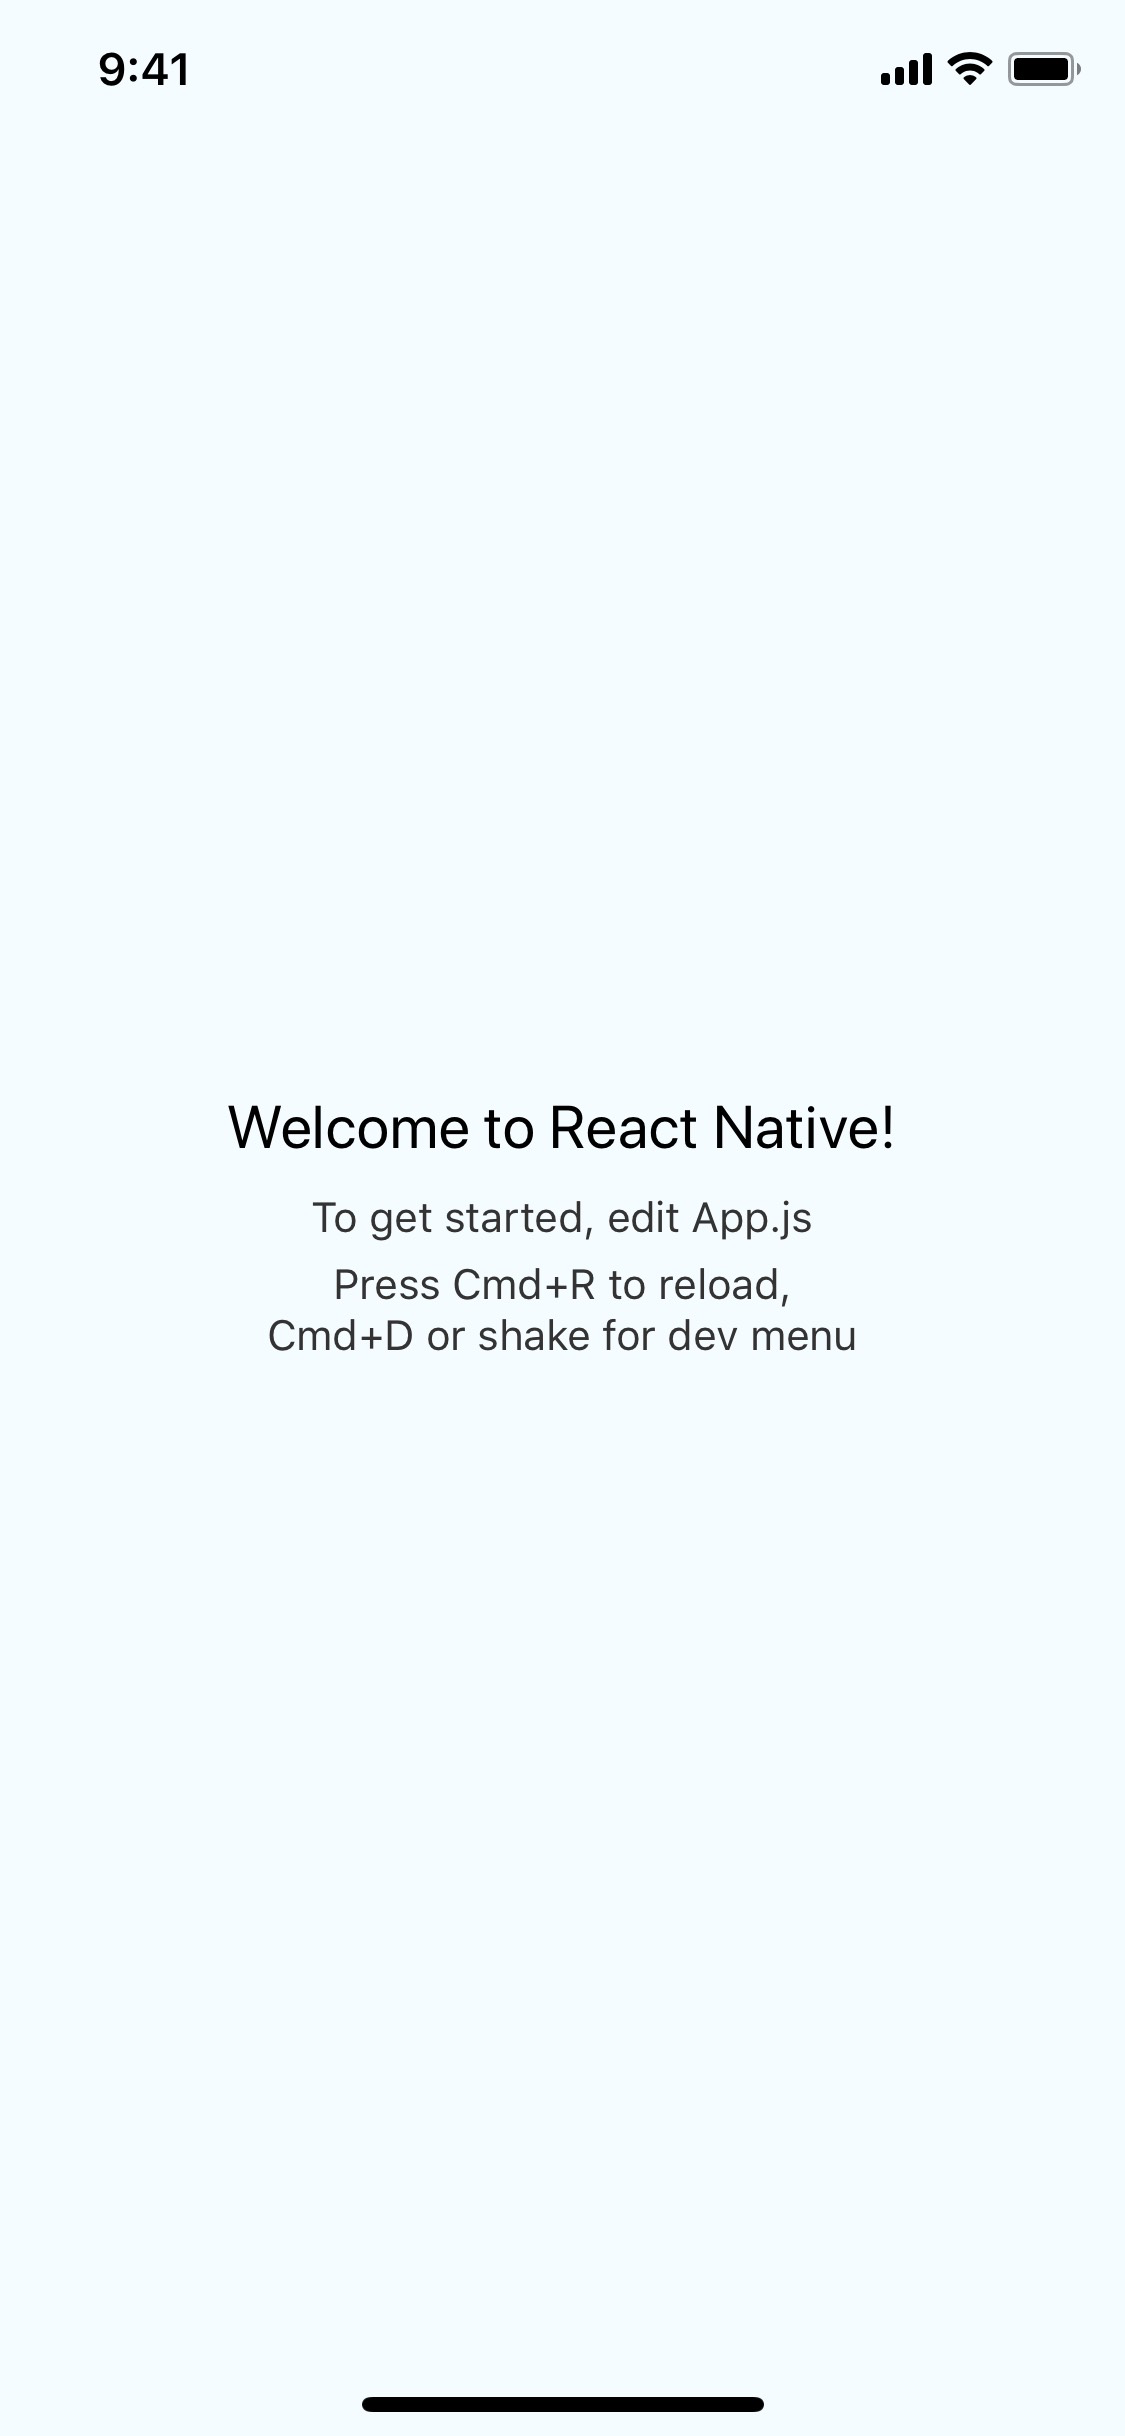 9:41
Welcome to React Native!
To get started, edit App.js
Press Cmd+R to reload,
Cmd+D or shake for dev menu